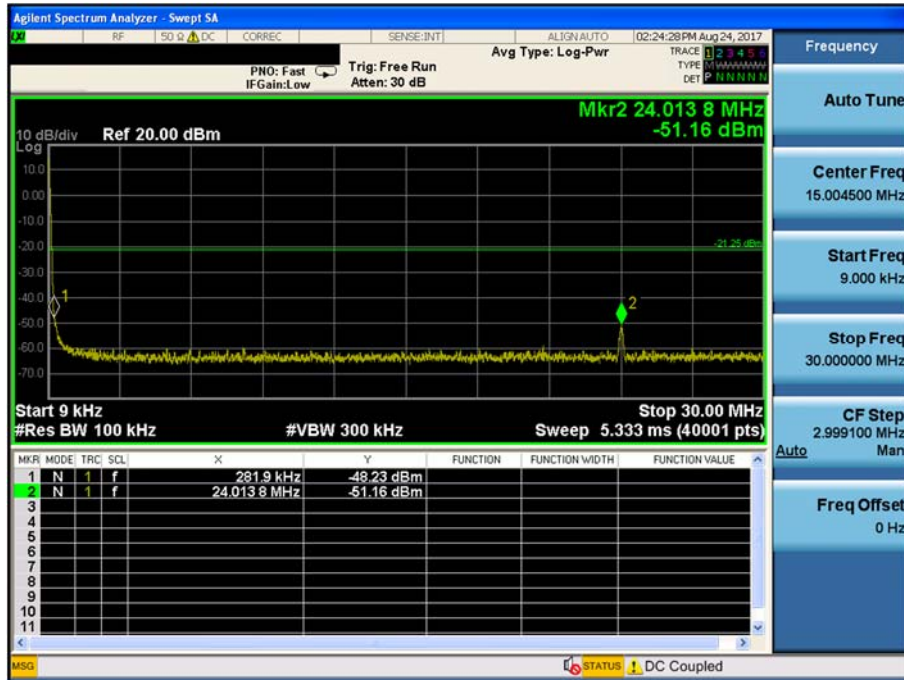 Agilent Spectrum Analyzer - Swept SA
RF 50 Ω DC CORREC SENSE:INT ALIGN AUTO 02:24:28 PM Aug 24, 2017
Frequency
PNO: Fast Trig: Free Run Avg Type: Log-Pwr TRACE 1 2 3 4 5 6
IFGain:Low Atten: 30 dB TYPE M
DET P N N N N N
Auto Tune
Mkr2 24.013 8 MHz
10 dB/div Ref 20.00 dBm -51.16 dBm
Log
10.0
0.00
-10.0
-20.0
-30.0
-40.0
-50.0
-60.0
-70.0
-21.25 dBm
1
2
Center Freq
15.004500 MHz
Start Freq
9.000 kHz
Stop Freq
30.000000 MHz
Start 9 kHz Stop 30.00 MHz
#Res BW 100 kHz #VBW 300 kHz Sweep 5.333 ms (40001 pts)
CF Step
2.999100 MHz
Auto Man
MKR MODE TRC SCL X Y FUNCTION FUNCTION WIDTH FUNCTION VALUE
1 N 1 f 281.9 kHz -48.23 dBm
2 N 1 f 24.013 8 MHz -51.16 dBm
3
4
5
6
7
8
9
10
11
Freq Offset
0 Hz
MSG STATUS DC Coupled